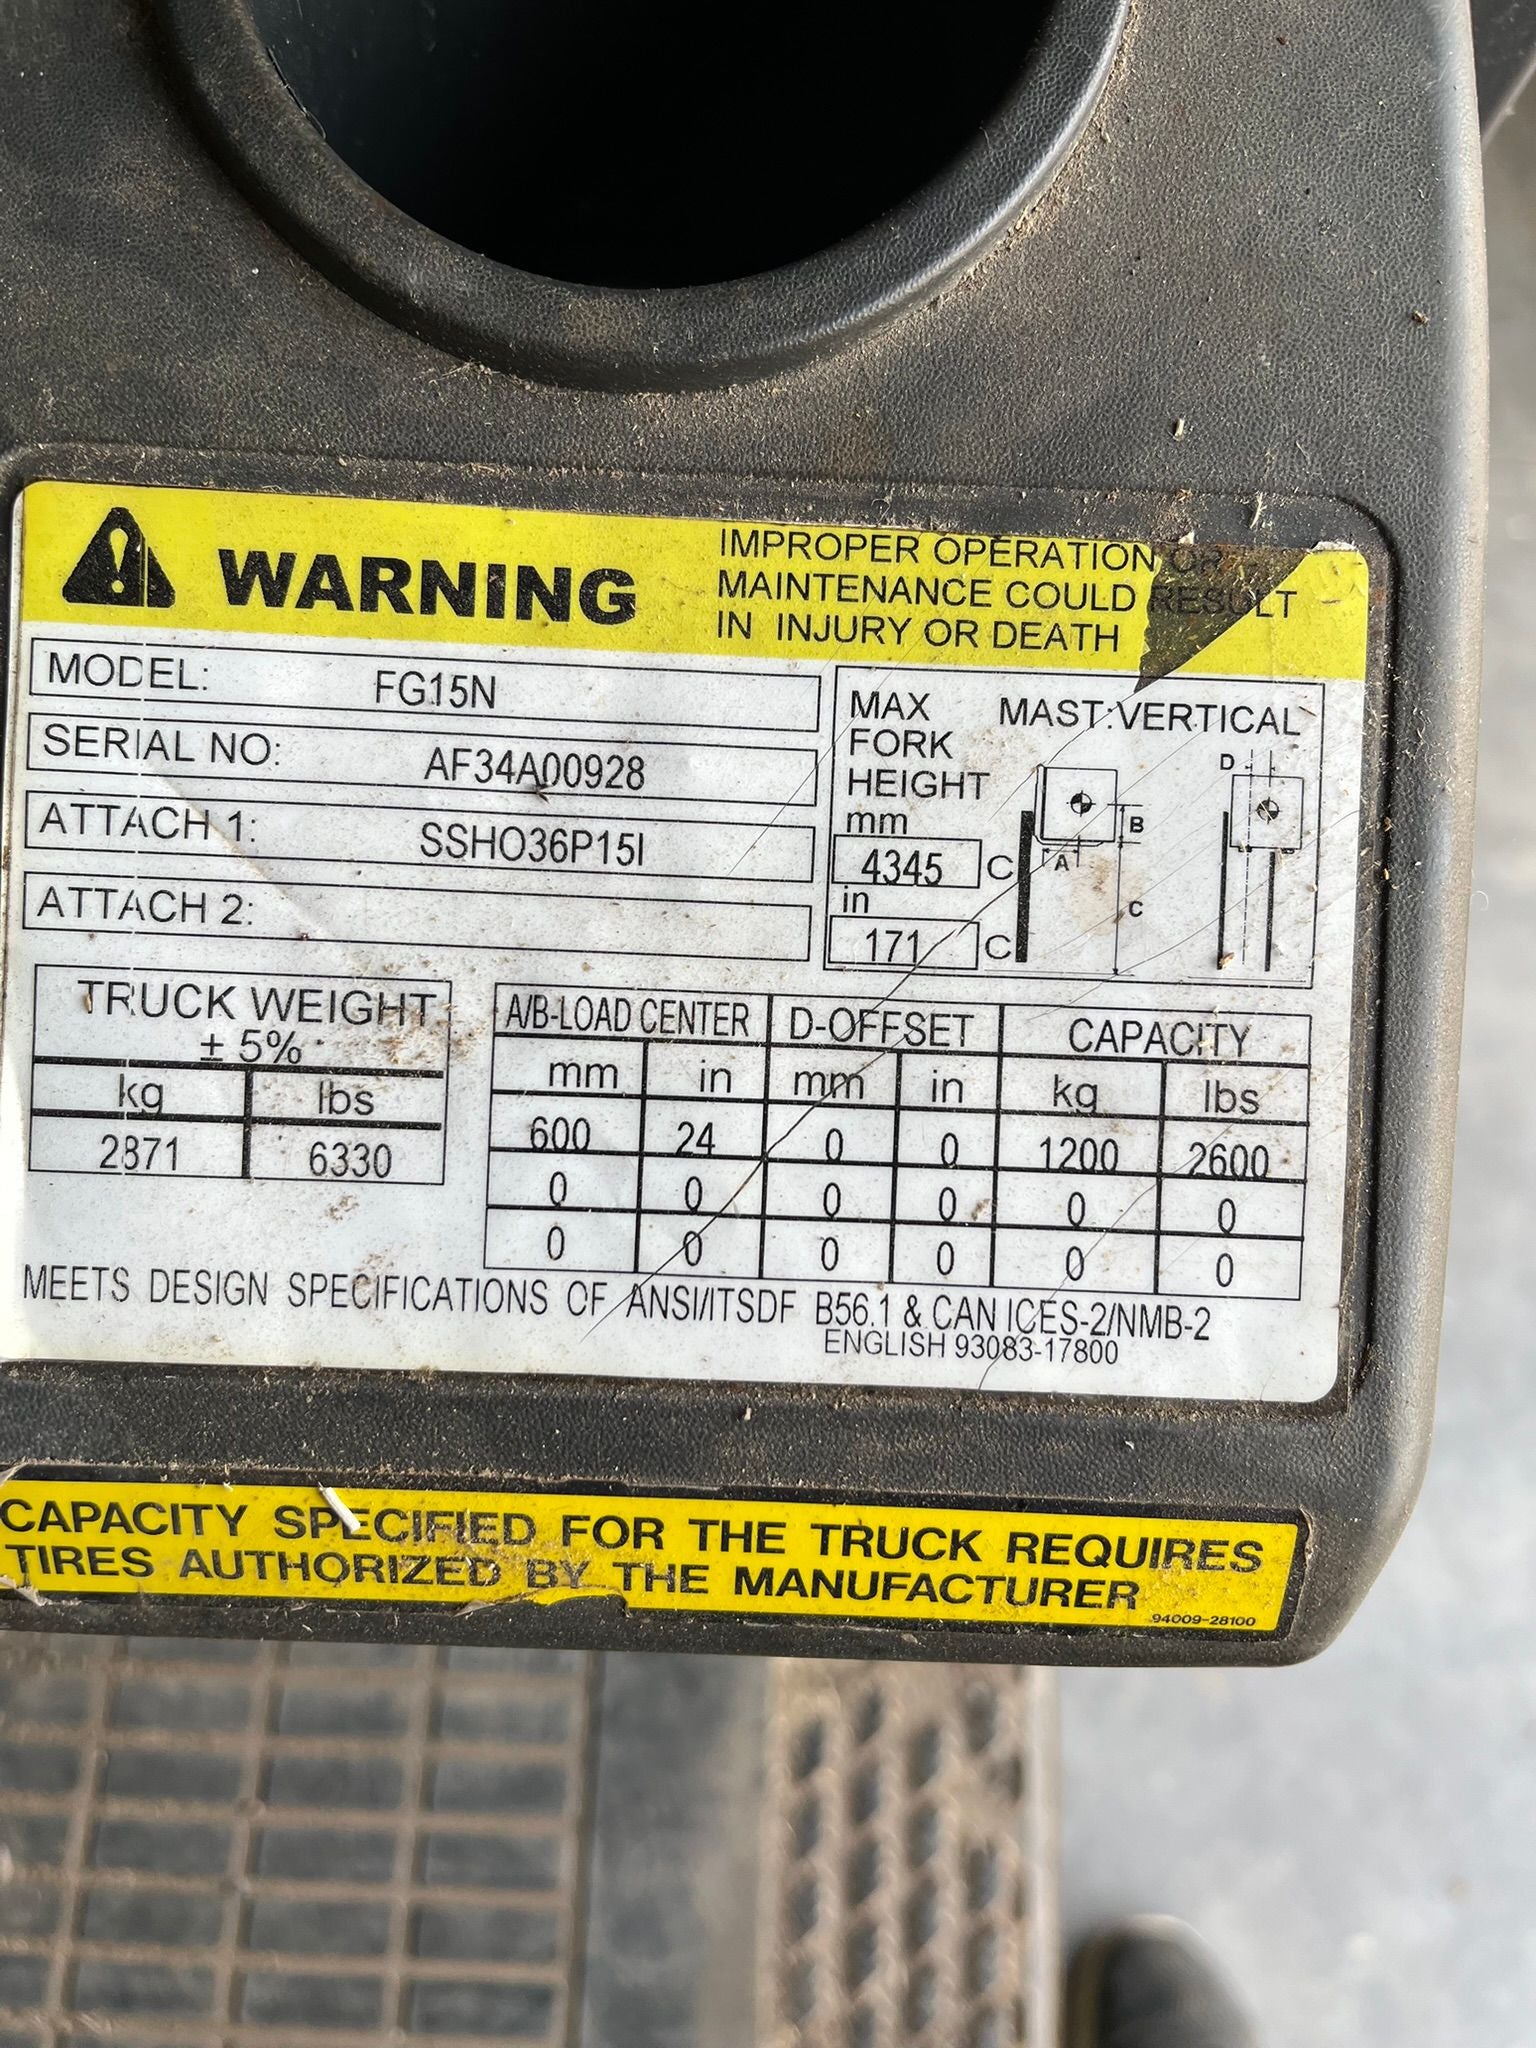 WARNING
IMPROPER OPERATION OR
MAINTENANCE COULD RESULT
IN INJURY OR DEATH
MODEL: FG15N
SERIAL NO: AF34A00928
ATTACH 1: SSHO36P15I
ATTACH 2:
MAX
FORK
HEIGHT
mm
4345 C
in
171 C
MAST:VERTICAL
A
B
C
D
TRUCK WEIGHT
± 5%
kg lbs
2871 6330
A/B-LOAD CENTER D-OFFSET CAPACITY
mm in mm in kg lbs
600 24 0 0 1200 2600
0 0 0 0 0 0
0 0 0 0 0 0
MEETS DESIGN SPECIFICATIONS OF ANSI/ITSDF B56.1 & CAN ICES-2/NMB-2
ENGLISH 93083-17800
CAPACITY SPECIFIED FOR THE TRUCK REQUIRES
TIRES AUTHORIZED BY THE MANUFACTURER
94009-28100